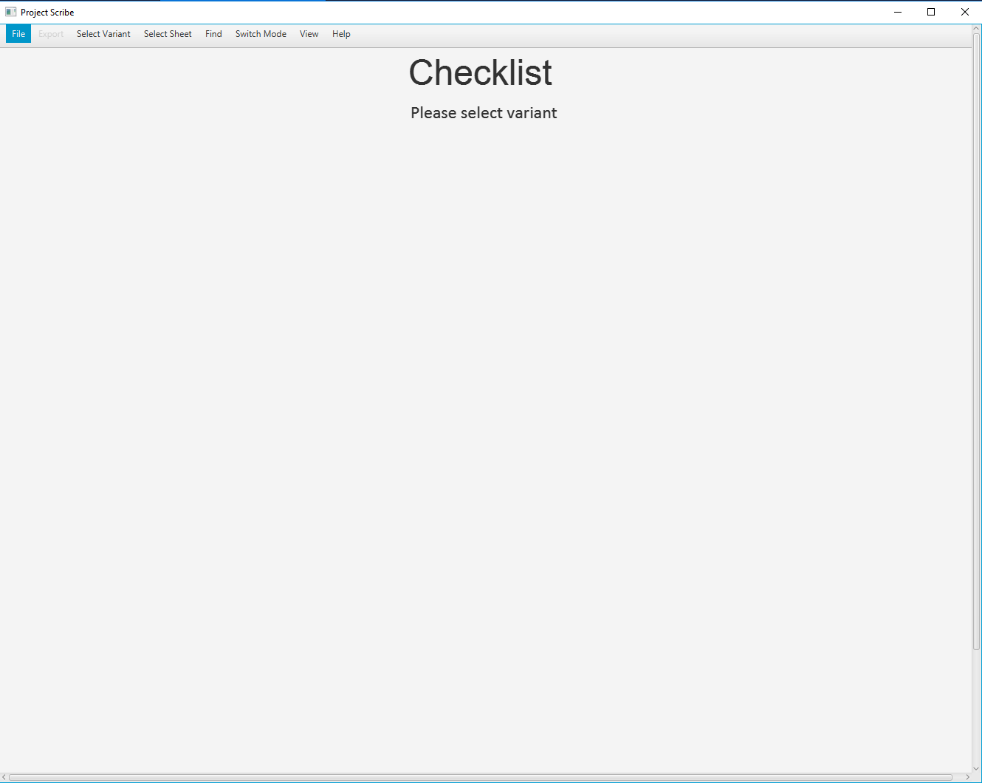 Project Scribe
File Export Select Variant Select Sheet Find Switch Mode View Help
Checklist
Please select variant